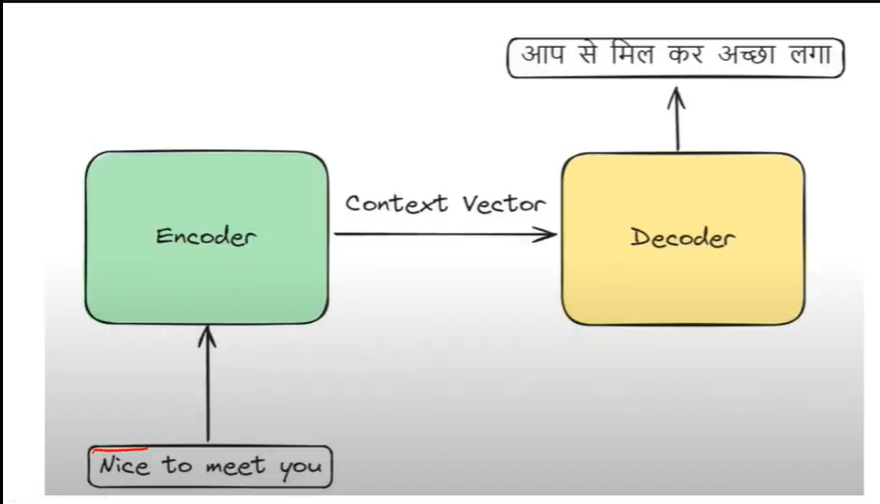 आप से मिल कर अच्छा लगा
Context Vector
Encoder
Decoder
Nice to meet you